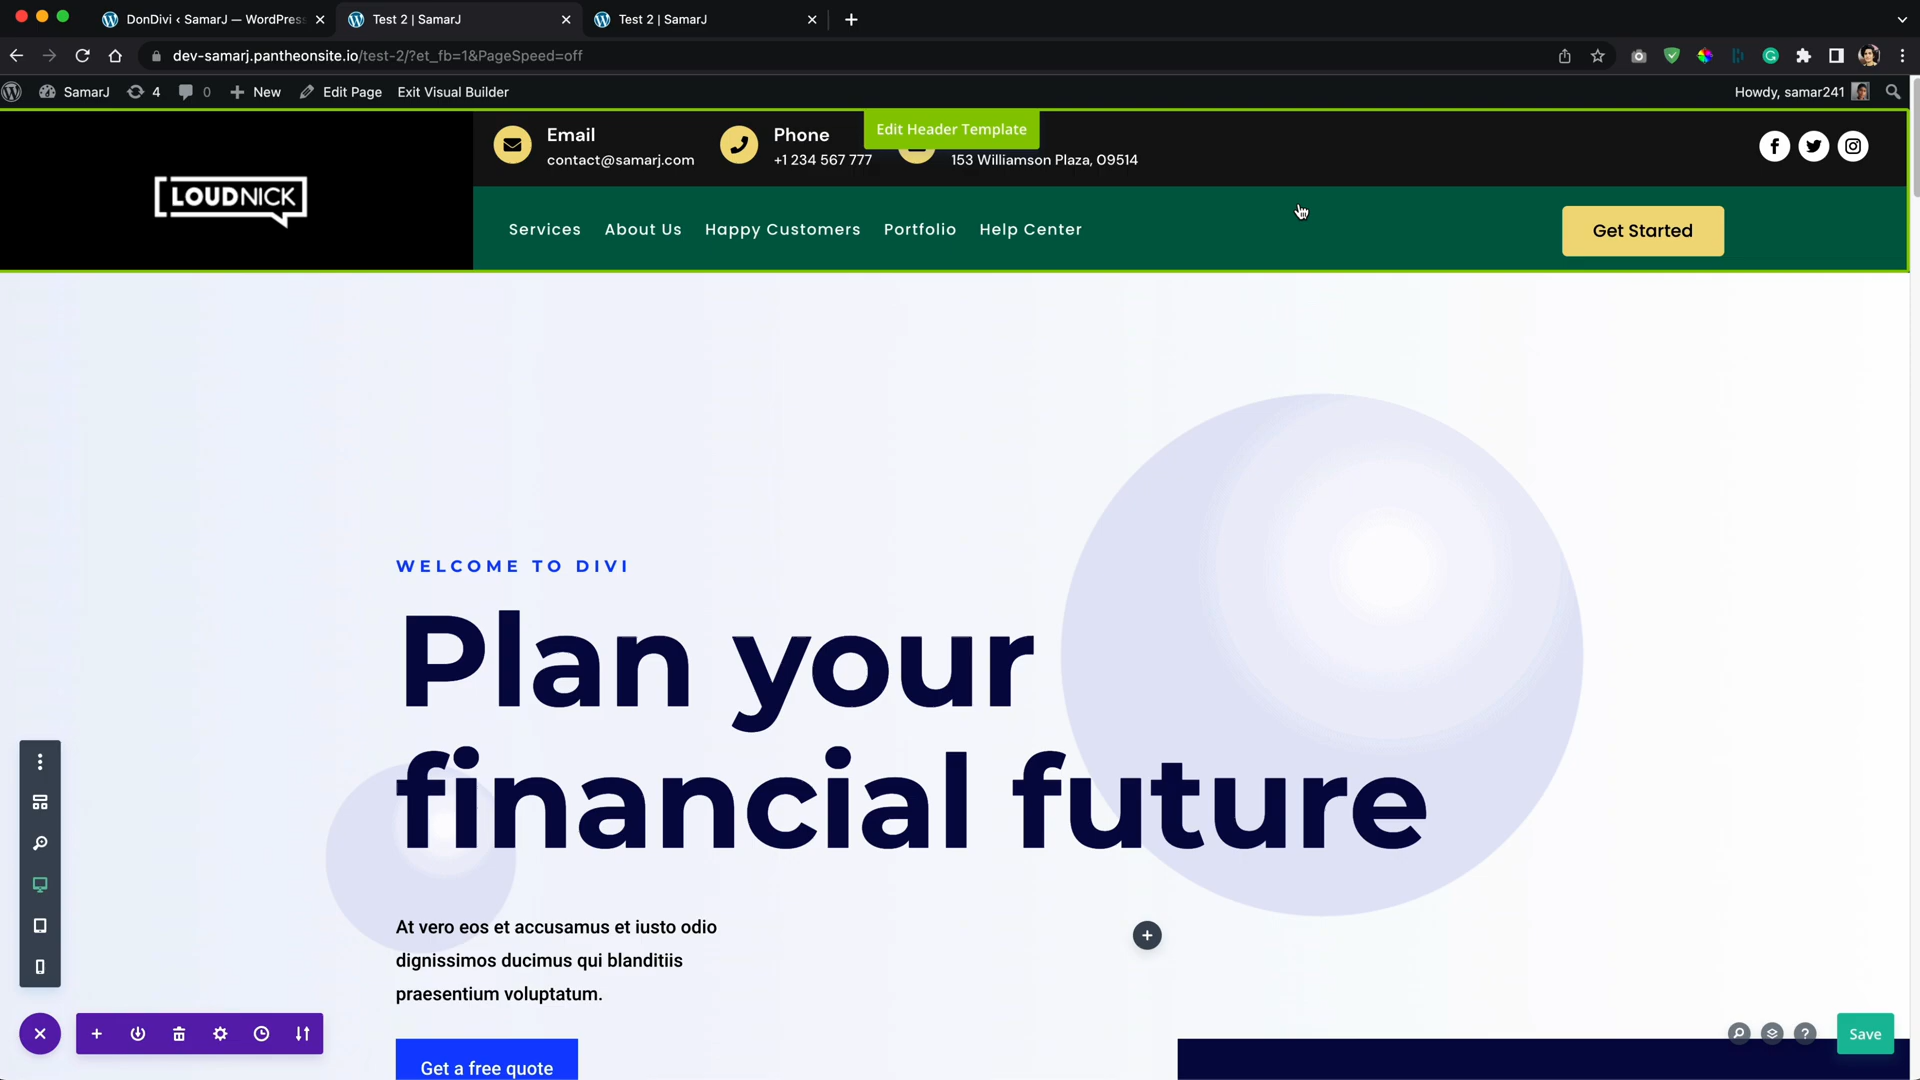 DonDivi ‹ SamarJ — WordPress
Test 2 | SamarJ
Test 2 | SamarJ
dev-samarj.pantheonsite.io/test-2/?et_fb=1&PageSpeed=off
SamarJ
4
0
New
Edit Page
Exit Visual Builder
Howdy, samar241
Email
contact@samarj.com
Phone
+1 234 567 777
Edit Header Template
153 Williamson Plaza, 09514
LOUDNICK
Services
About Us
Happy Customers
Portfolio
Help Center
Get Started
WELCOME TO DIVI
Plan your
financial future
At vero eos et accusamus et iusto odio
dignissimos ducimus qui blanditiis
praesentium voluptatum.
Get a free quote
Save